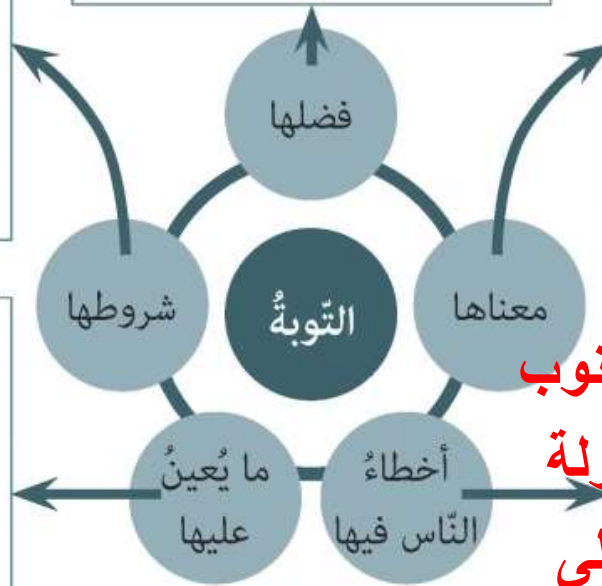 فضلها
معناها
شروطها
التّوبةُ
أخطاءُ
النّاس فيها
ما يُعينُ
عليها